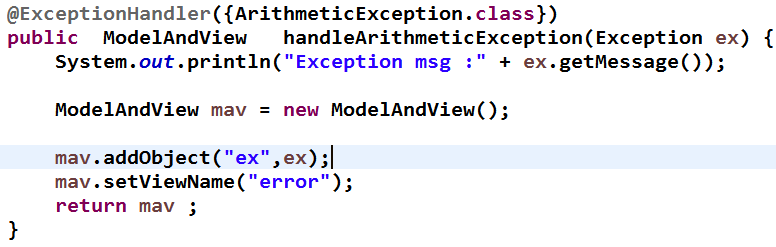 @ExceptionHandler({ArithmeticException.class})
public  ModelAndView   handleArithmeticException(Exception ex) {
    System.out.println("Exception msg :" + ex.getMessage());
    ModelAndView mav = new ModelAndView();
    mav.addObject("ex",ex);
    mav.setViewName("error");
    return mav ;
}